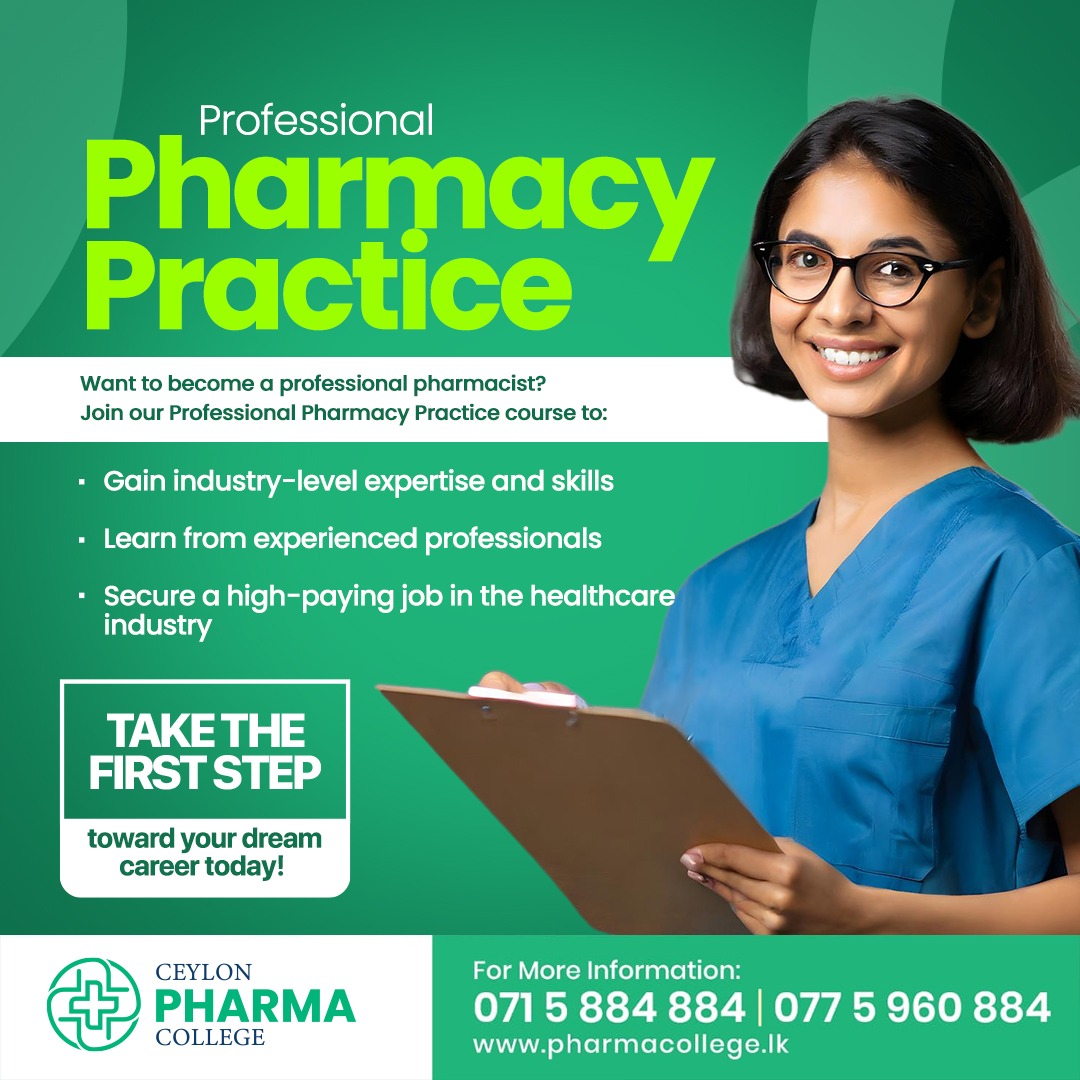 Professional
Pharmacy
Practice
Want to become a professional pharmacist?
Join our Professional Pharmacy Practice course to:
· Gain industry-level expertise and skills
· Learn from experienced professionals
· Secure a high-paying job in the healthcare
industry
TAKE THE
FIRST STEP
toward your dream
career today!
CEYLON
PHARMA
COLLEGE
For More Information:
071 5 884 884 | 077 5 960 884
www.pharmacollege.lk